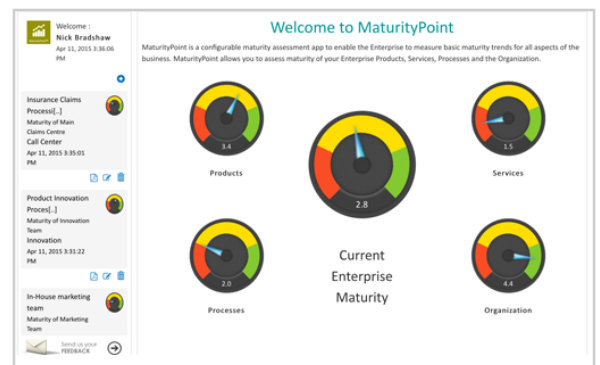 Welcome :
Nick Bradshaw
Apr 11, 2015 3:36:06
PM
Insurance Claims
Processi[..]
Maturity of Main
Claims Centre
Call Center
Apr 11, 2015 3:35:01
PM
Product Innovation
Proces[..]
Maturity of Innovation
Team
Innovation
Apr 11, 2015 3:31:22
PM
In-House marketing
team
Maturity of Marketing
Team
Send us your
FEEDBACK
Welcome to MaturityPoint
MaturityPoint is a configurable maturity assessment app to enable the Enterprise to measure basic maturity trends for all aspects of the
business. MaturityPoint allows you to assess maturity of your Enterprise Products, Services, Processes and the Organization.
3.4
Products
1.5
Services
2.8
Current
Enterprise
Maturity
2.0
Processes
4.4
Organization